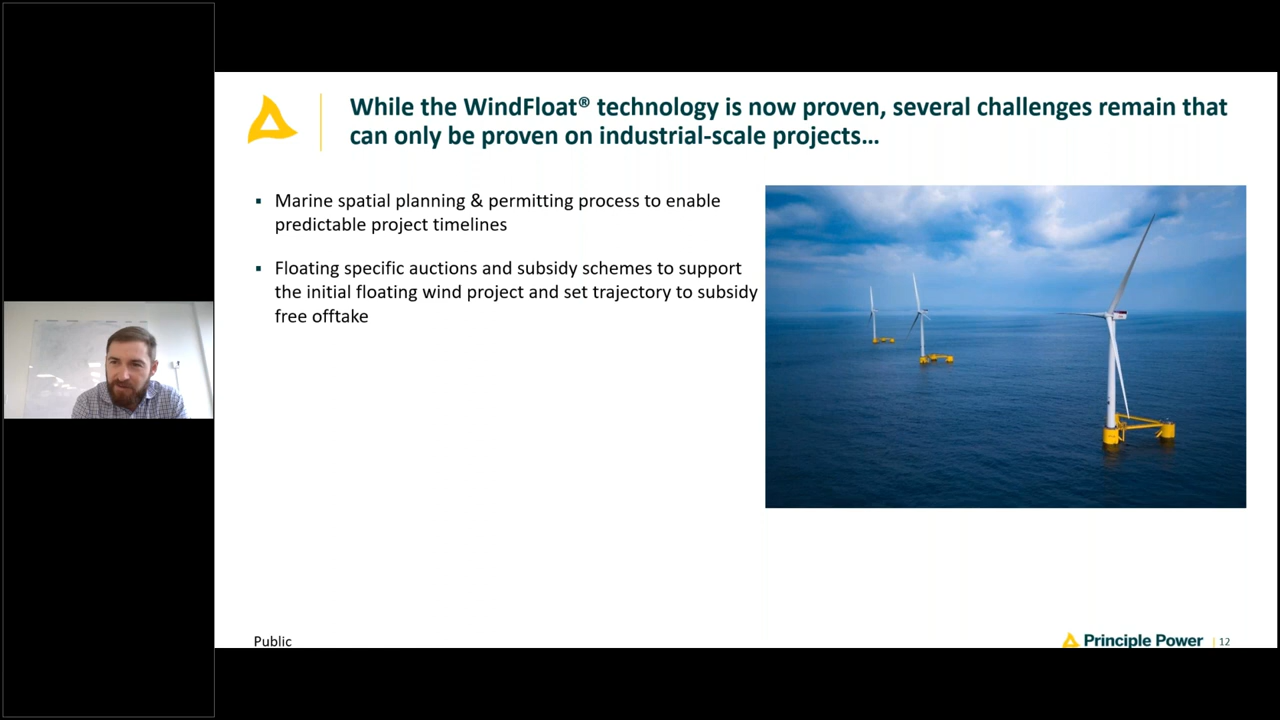 While the WindFloat® technology is now proven, several challenges remain that
can only be proven on industrial-scale projects…
▪ Marine spatial planning & permitting process to enable
predictable project timelines
▪ Floating specific auctions and subsidy schemes to support
the initial floating wind project and set trajectory to subsidy
free offtake
Public
Principle Power | 12